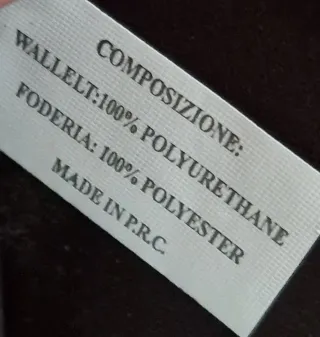 COMPOSIZIONE:
WALLELT:100% POLYURETHANE
FODERIA: 100% POLYESTER
MADE IN P.R.C.